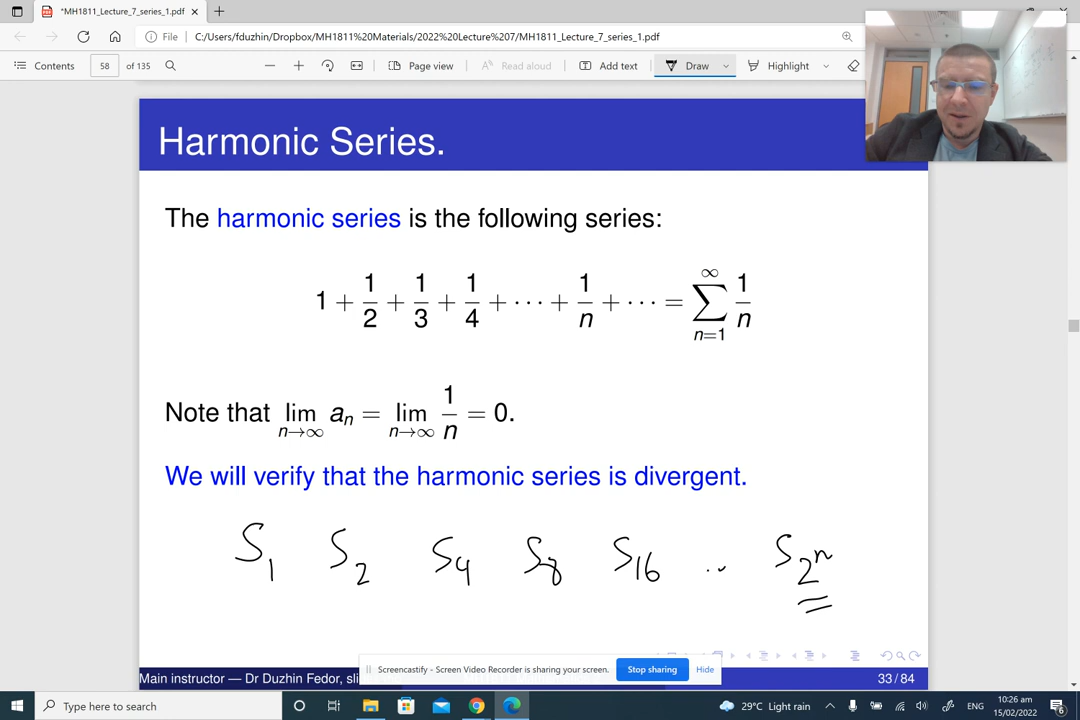 *MH1811_Lecture_7_series_1.pdf
File C:/Users/fduzhin/Dropbox/MH1811%20Materials/2022%20Lecture%207/MH1811_Lecture_7_series_1.pdf
Contents 58 of 135 Page view Read aloud Add text Draw Highlight
Harmonic Series.
The harmonic series is the following series:
1 + 1/2 + 1/3 + 1/4 + ⋯ + 1/n + ⋯ = ∑_{n=1}^{∞} 1/n
Note that lim_{n→∞} a_n = lim_{n→∞} 1/n = 0.
We will verify that the harmonic series is divergent.
S_1 S_2 S_4 S_8 S_16 .. S_{2^n}
Screencastify - Screen Video Recorder is sharing your screen. Stop sharing Hide
Main instructor — Dr Duzhin Fedor, sli 33 / 84
Type here to search 29°C Light rain ENG 10:26 am
15/02/2022 6